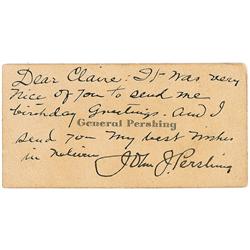 Dear Claire: It was very
nice of you to send me
birthday Greetings. And I
General Pershing
send you my best wishes
in return
John J. Pershing